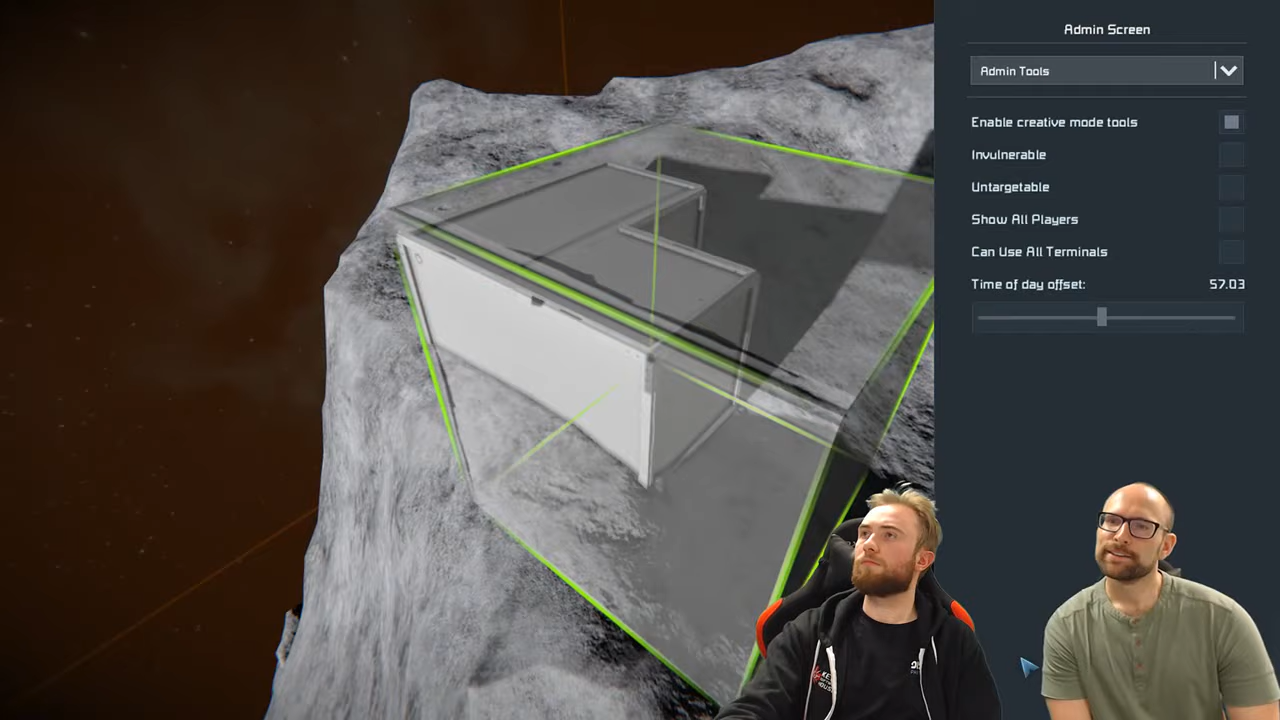 Admin Screen
Admin Tools
Enable creative mode tools
Invulnerable
Untargetable
Show All Players
Can Use All Terminals
Time of day offset: 57.03